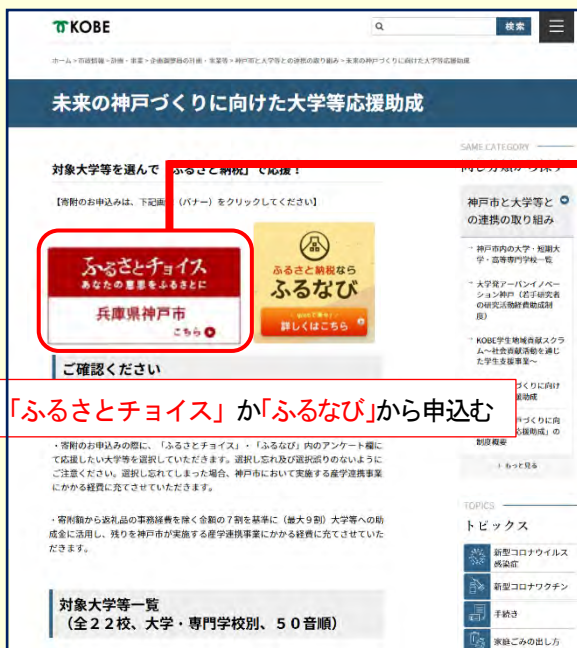 KOBE
検索
ホーム > 市政情報 > 計画・事業 > 企画調整局の計画・事業等 > 神戸市と大学等との連携の取り組み > 未来の神戸づくりに向けた大学等応援助成
未来の神戸づくりに向けた大学等応援助成
対象大学等を選んで「ふるさと納税」で応援！
【寄附のお申込みは、下記画 （バナー）をクリックしてください】
ふるさとチョイス
あなたの意思をふるさとに
兵庫県神戸市
こちら
ふるさと納税なら
ふるなび
詳しくはこちら
ご確認ください
「ふるさとチョイス」か「ふるなび」から申込む
・寄附のお申込みの際に、「ふるさとチョイス」・「ふるなび」内のアンケート欄に
て応援したい大学等を選択していただきます。選択し忘れ及び選択誤りのないように
ご注意ください。選択し忘れてしまった場合、神戸市において実施する産学連携事業
にかかる経費に充てさせていただきます。
・寄附額から返礼品の事務経費を除く金額の7割を基準に（最大9割）大学等への助
成金に活用し、残りを神戸市が実施する産学連携事業にかかる経費に充てさせていた
だきます。
対象大学等一覧
（全２２校、大学・専門学校別、５０音順）
SAME CATEGORY
神戸市と大学等と
の連携の取り組み
神戸市内の大学・短期大
学・高等専門学校一覧
大学発アーバンイノベー
ション神戸（若手研究者
の研究活動経費助成制
度）
KOBE学生地域貢献スクラ
ム～社会貢献活動を通じ
た学生支援事業～
づくりに向け
援助成
戸づくりに向
応援助成」の
制度概要
もっと見る
TOPICS
トピックス
新型コロナウイルス
感染症
新型コロナワクチン
手続き
家庭ごみの出し方